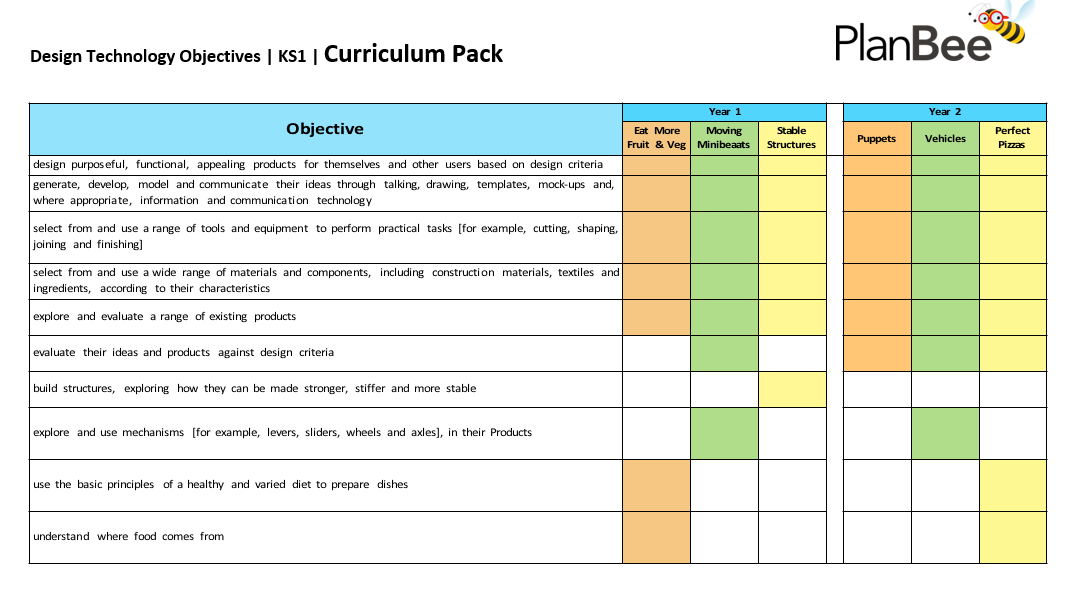 Design Technology Objectives | KS1 | Curriculum Pack
PlanBee
Objective
Year 1
Year 2
Eat More
Fruit & Veg
Moving
Minibeaats
Stable
Structures
Puppets
Vehicles
Perfect
Pizzas
design purposeful, functional, appealing products for themselves and other users based on design criteria
generate, develop, model and communicate their ideas through talking, drawing, templates, mock-ups and,
where appropriate, information and communication technology
select from and use a range of tools and equipment to perform practical tasks [for example, cutting, shaping,
joining and finishing]
select from and use a wide range of materials and components, including construction materials, textiles and
ingredients, according to their characteristics
explore and evaluate a range of existing products
evaluate their ideas and products against design criteria
build structures, exploring how they can be made stronger, stiffer and more stable
explore and use mechanisms [for example, levers, sliders, wheels and axles], in their Products
use the basic principles of a healthy and varied diet to prepare dishes
understand where food comes from